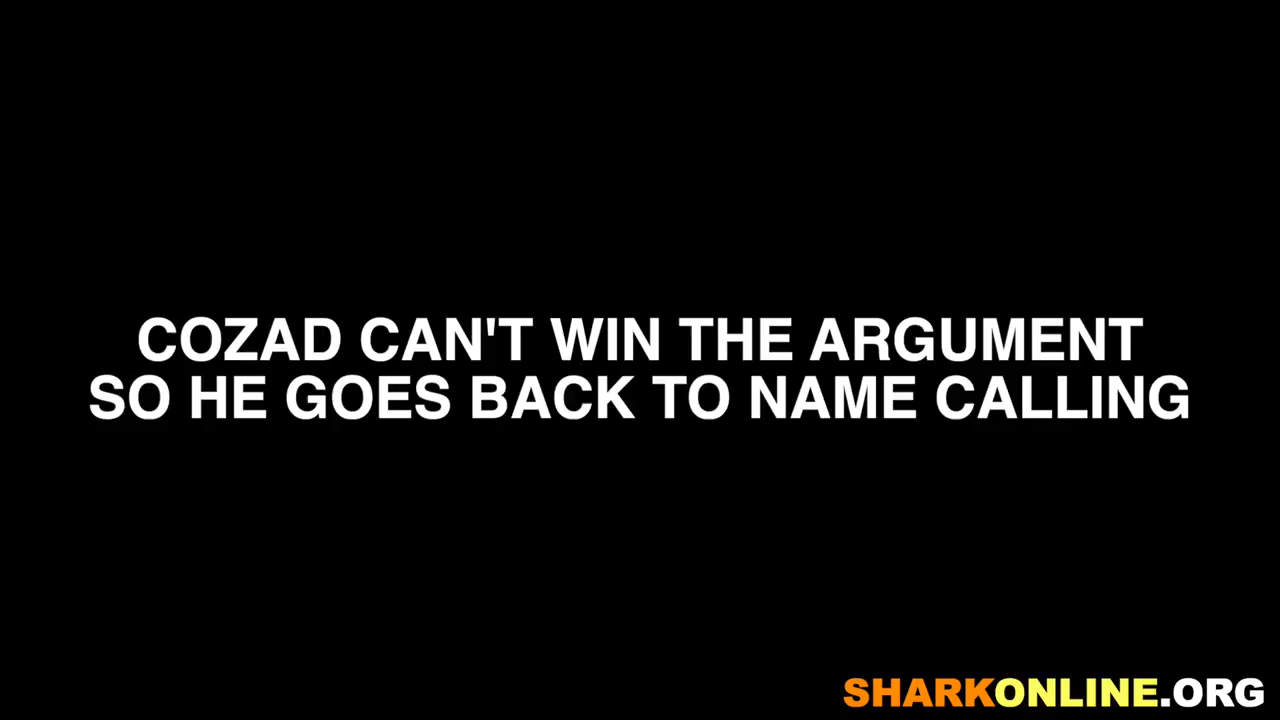 COZAD CAN'T WIN THE ARGUMENT
SO HE GOES BACK TO NAME CALLING
SHARKONLINE.ORG